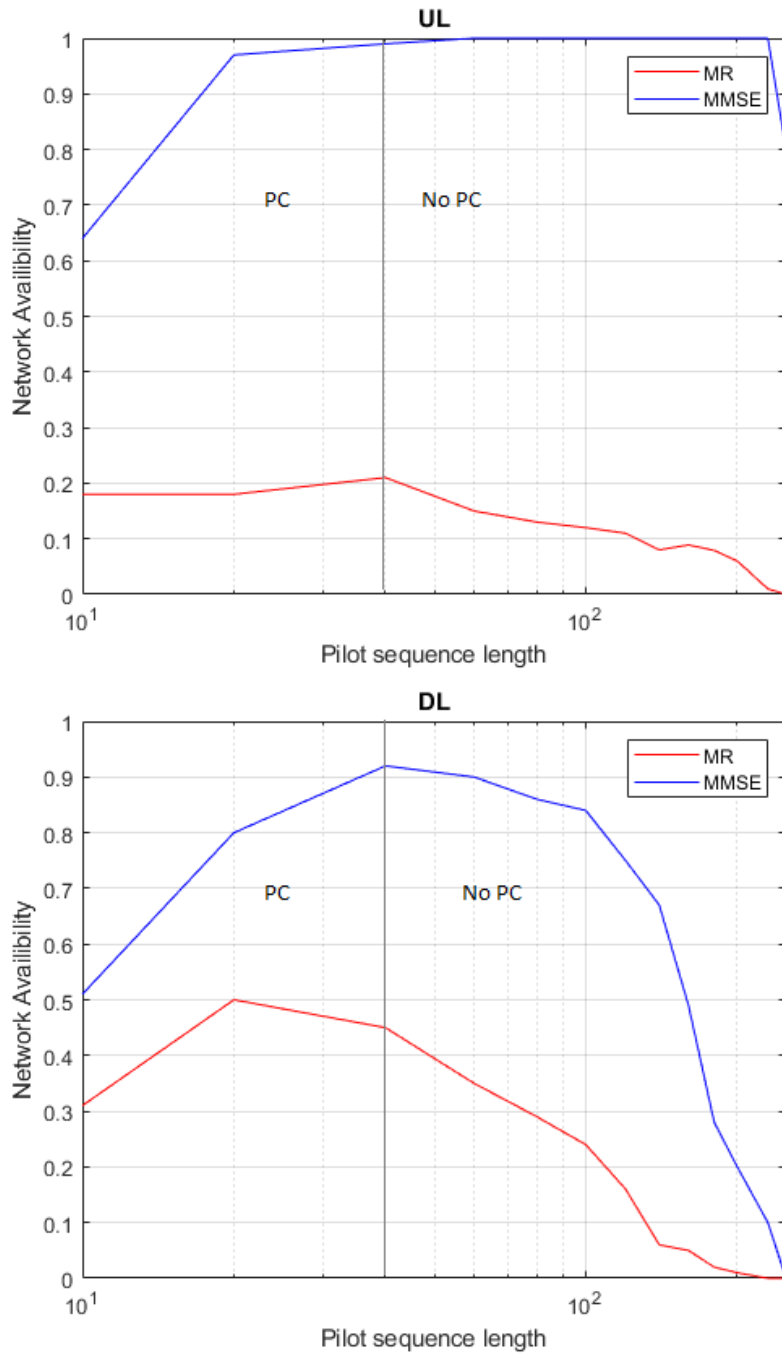 UL
1
0.9
0.8
0.7
0.6
0.5
0.4
0.3
0.2
0.1
0
Network Availibility
MR
MMSE
PC
No PC
10^1
10^2
Pilot sequence length
DL
1
0.9
0.8
0.7
0.6
0.5
0.4
0.3
0.2
0.1
0
Network Availibility
MR
MMSE
PC
No PC
10^1
10^2
Pilot sequence length